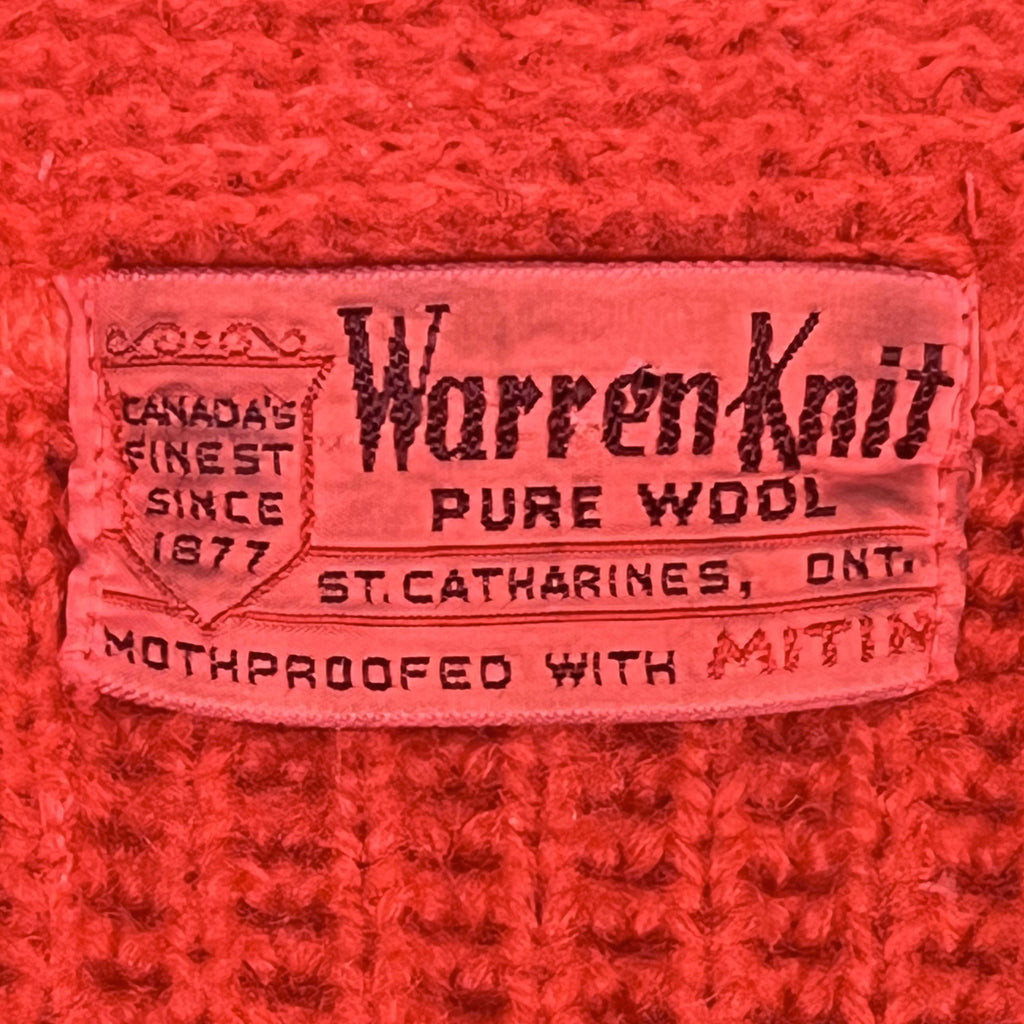 CANADA'S
FINEST
SINCE
1877
WarrenKnit
PURE WOOL
ST.CATHARINES, ONT.
MOTHPROOFED WITH MITIN